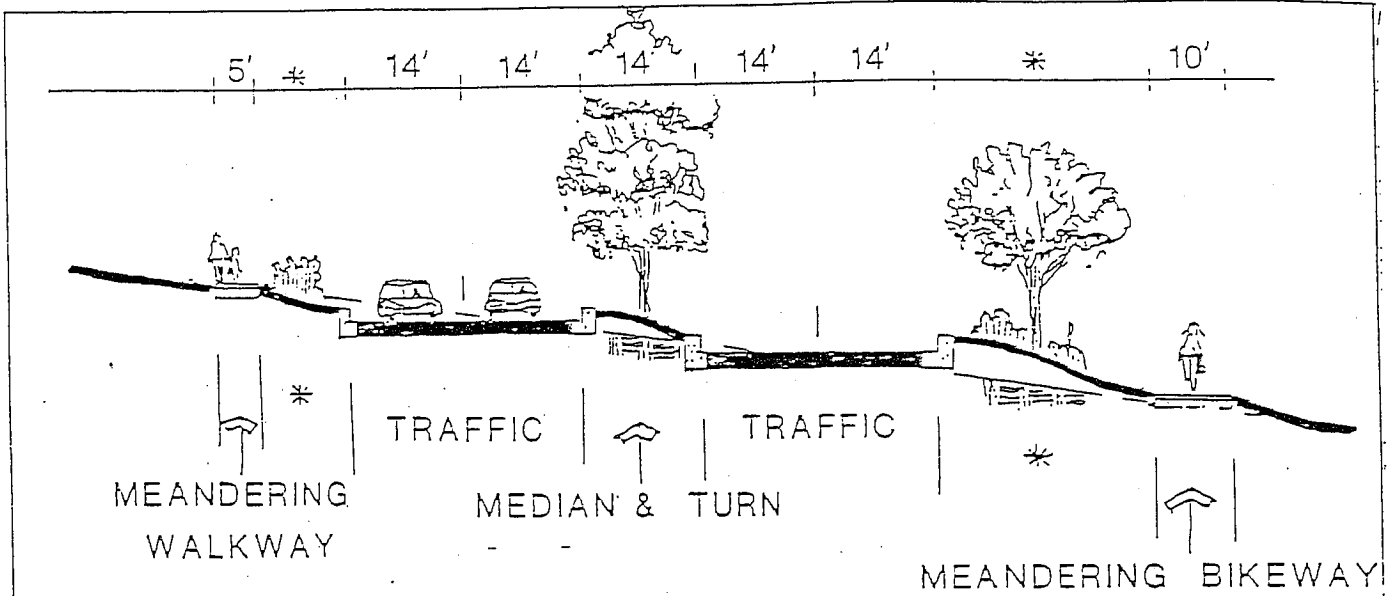 5' * 14' 14' 14 14' 14' * 10'
* TRAFFIC TRAFFIC *
MEANDERING WALKWAY
MEDIAN & TURN
MEANDERING BIKEWAY